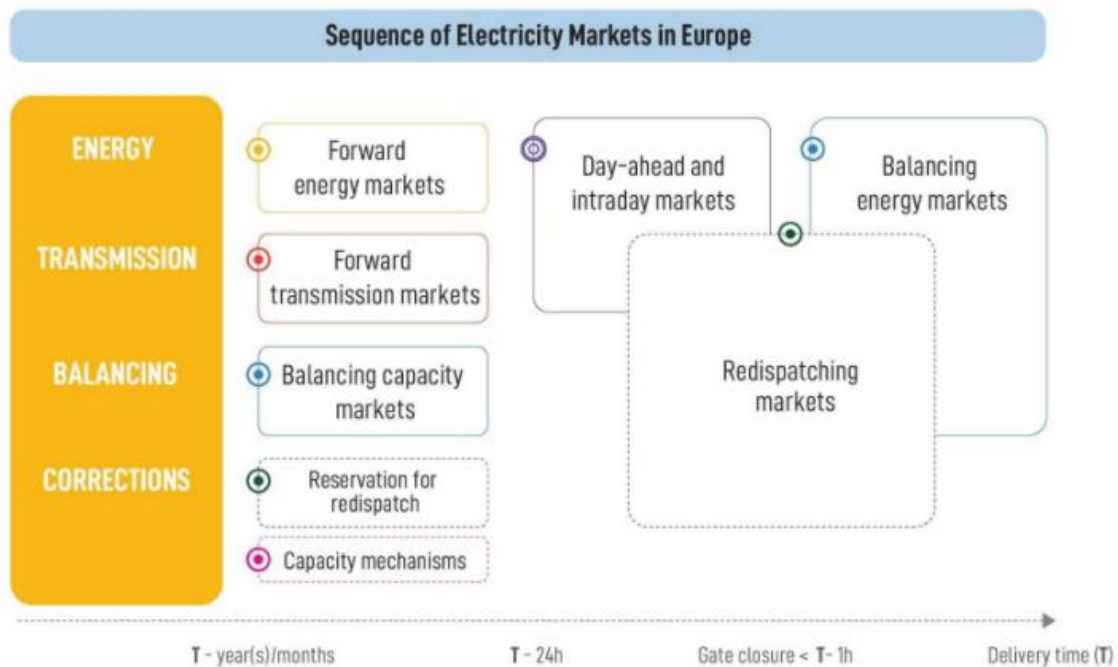 Sequence of Electricity Markets in Europe
ENERGY
Forward
energy markets
Day-ahead and
intraday markets
Balancing
energy markets
TRANSMISSION
Forward
transmission markets
BALANCING
Balancing capacity
markets
Redispatching
markets
CORRECTIONS
Reservation for
redispatch
Capacity mechanisms
T - year(s)/months
T - 24h
Gate closure < T- 1h
Delivery time (T)